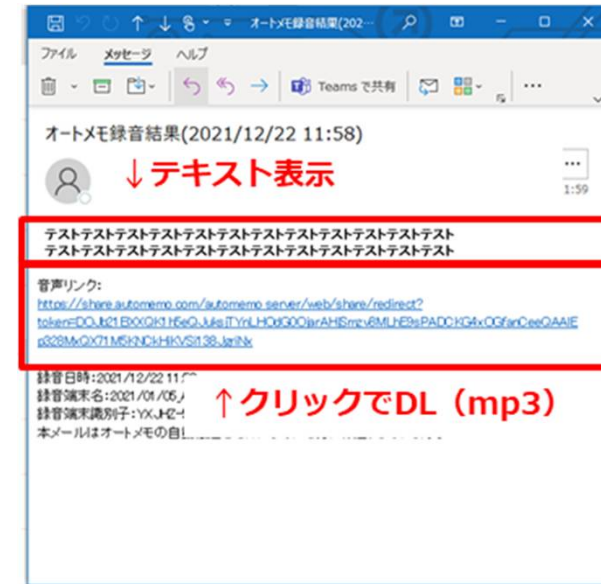 オートメモ録音結果(202…
ファイル メッセージ ヘルプ
Teams で共有
オートメモ録音結果(2021/12/22 11:58)
↓テキスト表示
1:59
テストテストテストテストテストテストテストテストテストテストテスト
テストテストテストテストテストテストテストテストテストテストテスト
音声リンク:
https://share.automemo.com/automemo_server/web/share/redirect?
録音日時:2021/12/22 11:
録音端末名:2021/01/05
↑クリックでDL（mp3）
録音端末識別子:YXJHZ-
本メールはオートメモの自